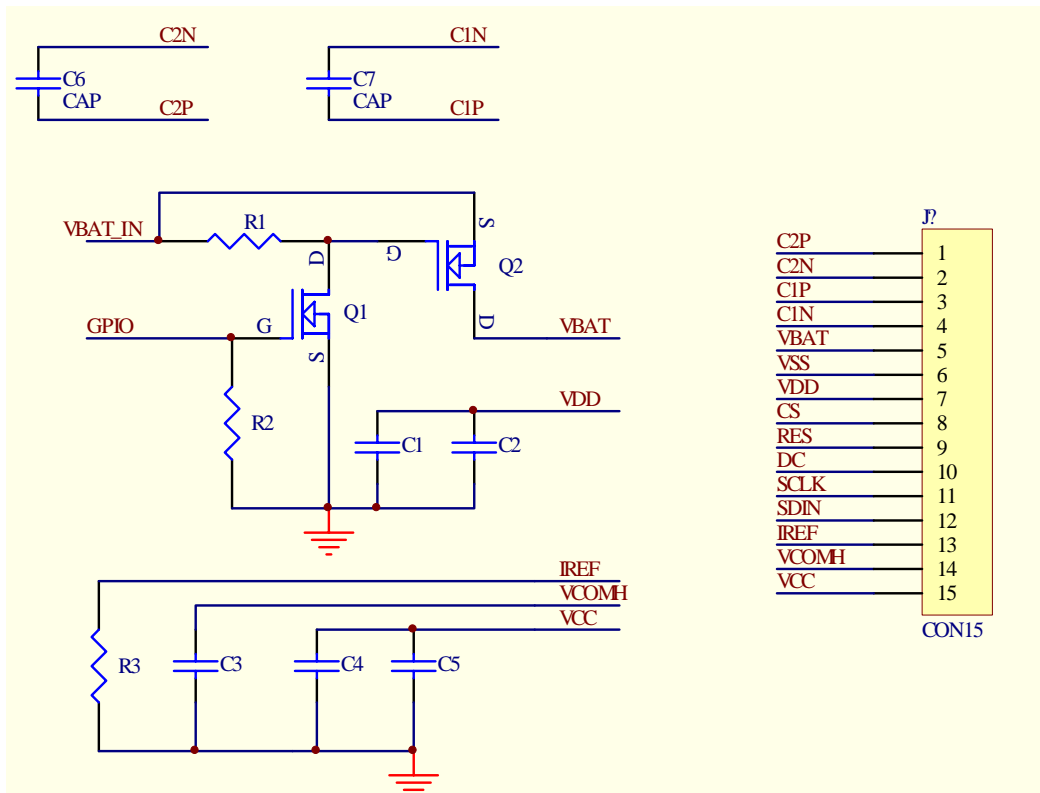 C2N
C6
CAP
C2P
C1N
C7
CAP
C1P
VBAT_IN
R1
D
G
S
Q2
D
VBAT
GPIO
G
Q1
S
R2
VDD
C1
C2
IREF
VCOMH
VCC
R3
C3
C4
C5
J?
C2P 1
C2N 2
C1P 3
C1N 4
VBAT 5
VSS 6
VDD 7
CS 8
RES 9
DC 10
SCLK 11
SDIN 12
IREF 13
VCOMH 14
VCC 15
CON15